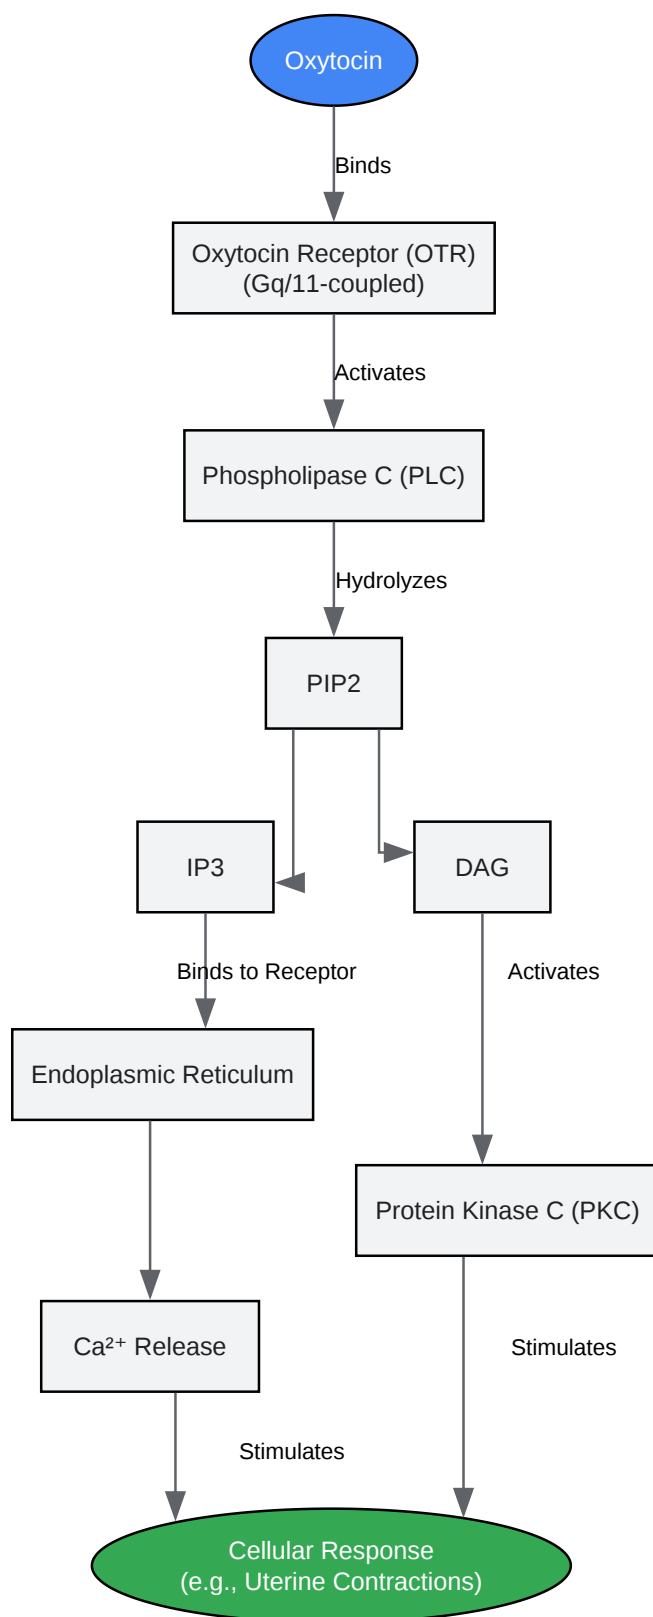 Oxytocin
Binds
Oxytocin Receptor (OTR)
(Gq/11-coupled)
Activates
Phospholipase C (PLC)
Hydrolyzes
PIP2
IP3
DAG
Binds to Receptor
Activates
Endoplasmic Reticulum
Protein Kinase C (PKC)
Ca²⁺ Release
Stimulates
Stimulates
Cellular Response
(e.g., Uterine Contractions)